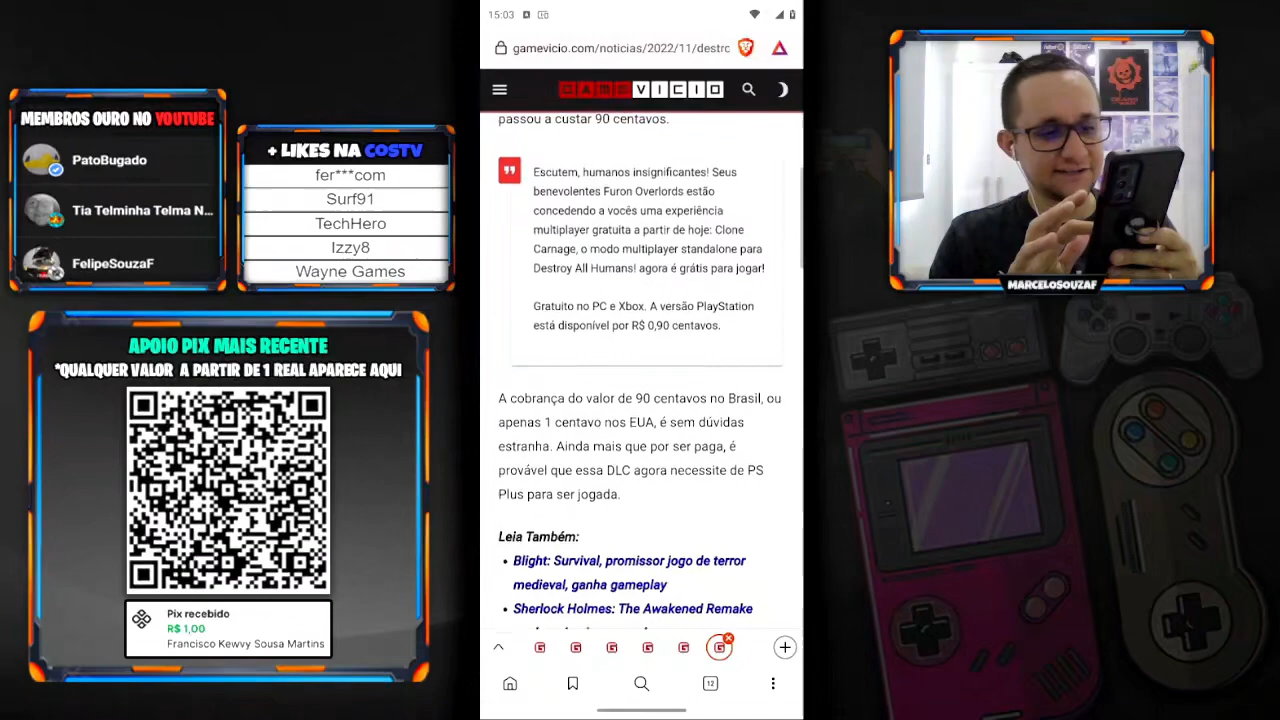 MEMBROS OURO NO YOUTUBE
PatoBugado
Tia Telminha Telma N...
FelipeSouzaF
+ LIKES NA COSTV
fer***com
Surf91
TechHero
Izzy8
Wayne Games
APOIO PIX MAIS RECENTE
*QUALQUER VALOR A PARTIR DE 1 REAL APARECE AQUI
Pix recebido
R$ 1,00
Francisco Kewvy Sousa Martins
15:03
gamevicio.com/noticias/2022/11/destro
GAMEVICIO
passou a custar 90 centavos.
Escutem, humanos insignificantes! Seus
benevolentes Furon Overlords estão
concedendo a vocês uma experiência
multiplayer gratuita a partir de hoje: Clone
Carnage, o modo multiplayer standalone para
Destroy All Humans! agora é grátis para jogar!
Gratuito no PC e Xbox. A versão PlayStation
está disponível por R$ 0,90 centavos.
A cobrança do valor de 90 centavos no Brasil, ou
apenas 1 centavo nos EUA, é sem dúvidas
estranha. Ainda mais que por ser paga, é
provável que essa DLC agora necessite de PS
Plus para ser jogada.
Leia Também:
• Blight: Survival, promissor jogo de terror
medieval, ganha gameplay
• Sherlock Holmes: The Awakened Remake
12
MARCELOSOUZAF